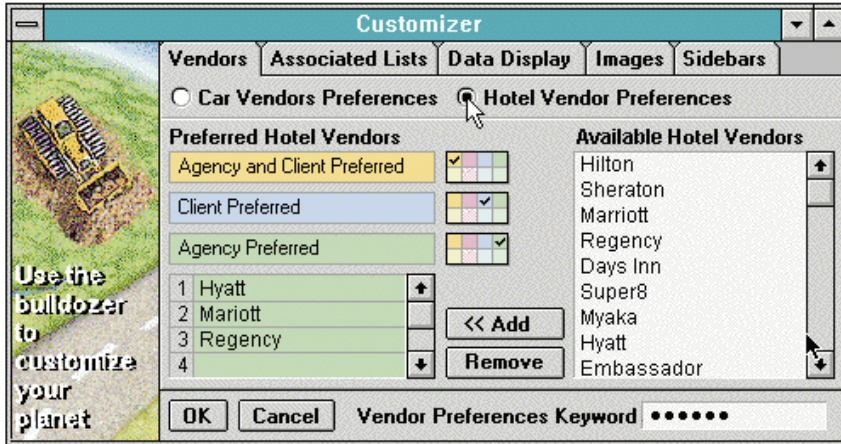 Customizer
Vendors Associated Lists Data Display Images Sidebars
Car Vendors Preferences Hotel Vendor Preferences
Preferred Hotel Vendors
Agency and Client Preferred
Client Preferred
Agency Preferred
1 Hyatt
2 Mariott
3 Regency
4
<< Add
Remove
Available Hotel Vendors
Hilton
Sheraton
Marriott
Regency
Days Inn
Super8
Myaka
Hyatt
Embassador
Use the
bulldozer
to
customize
your
planet
OK Cancel Vendor Preferences Keyword ●●●●●●